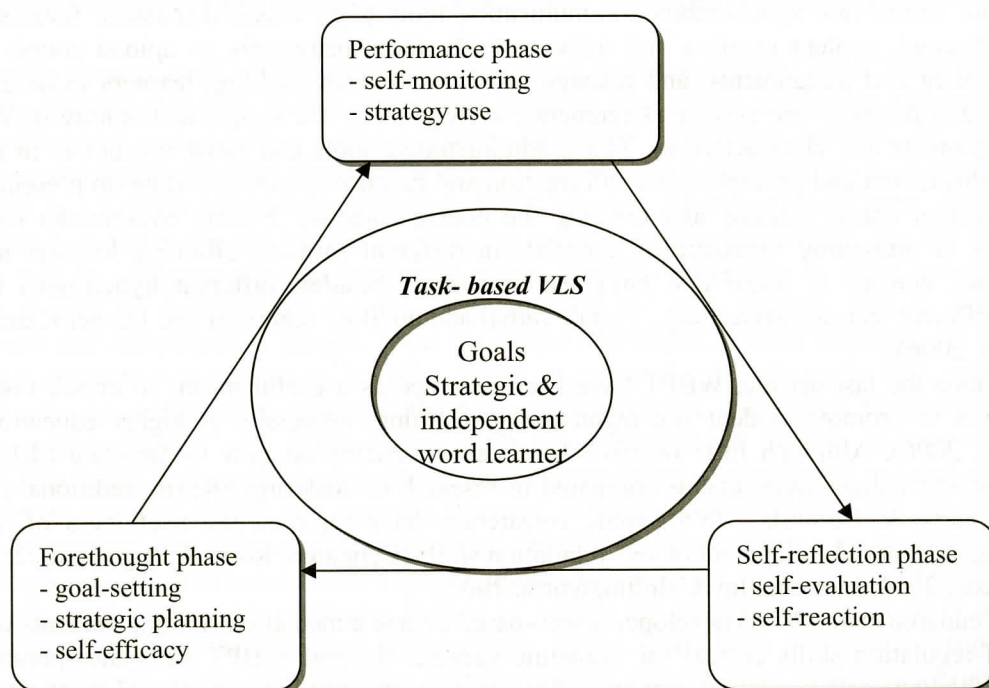 Performance phase
- self-monitoring
- strategy use
Task- based VLS
Goals
Strategic &
independent
word learner
Forethought phase
- goal-setting
- strategic planning
- self-efficacy
Self-reflection phase
- self-evaluation
- self-reaction